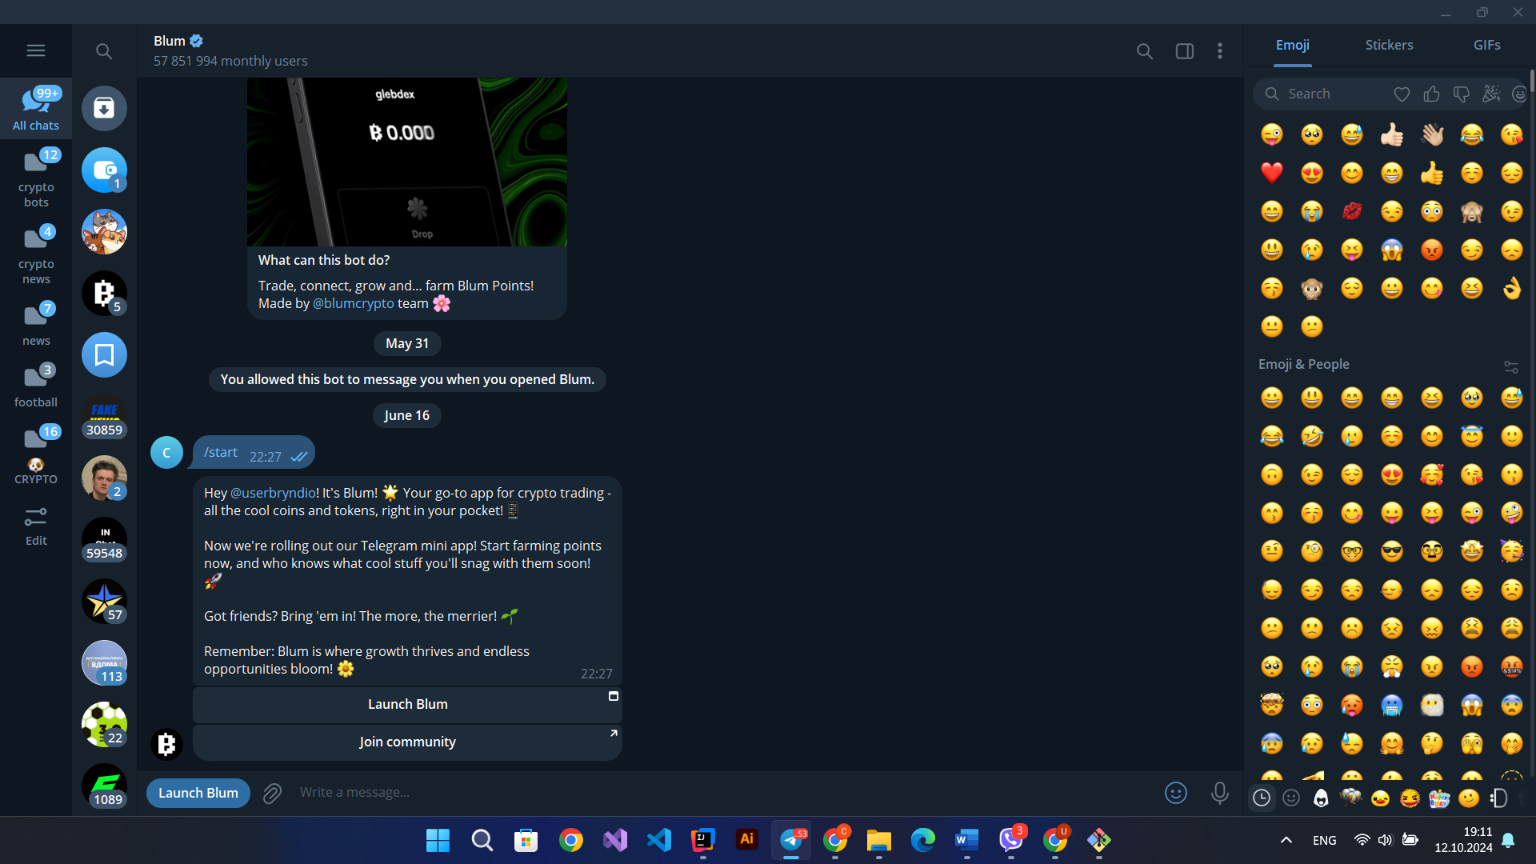 Blum
57 851 994 monthly users
99+
All chats
12
crypto
bots
4
crypto
news
7
news
3
football
16
CRYPTO
Edit
1
5
FAKE
30859
2
IN
59548
57
ВДОМА
113
22
1089
glebdex
0.000
Drop
What can this bot do?
Trade, connect, grow and... farm Blum Points!
Made by @blumcrypto team 🌸
May 31
You allowed this bot to message you when you opened Blum.
June 16
C
/start 22:27
Hey @userbryndio! It's Blum! 🌟 Your go-to app for crypto trading -
all the cool coins and tokens, right in your pocket! 📱
Now we're rolling out our Telegram mini app! Start farming points
now, and who knows what cool stuff you'll snag with them soon!
🚀
Got friends? Bring 'em in! The more, the merrier! 🌱
Remember: Blum is where growth thrives and endless
opportunities bloom! 🌼
22:27
Launch Blum
Join community
Launch Blum
Write a message...
Emoji Stickers GIFs
Search
Emoji & People
Ai
53
C
W
3
U
ENG
19:11
12.10.2024